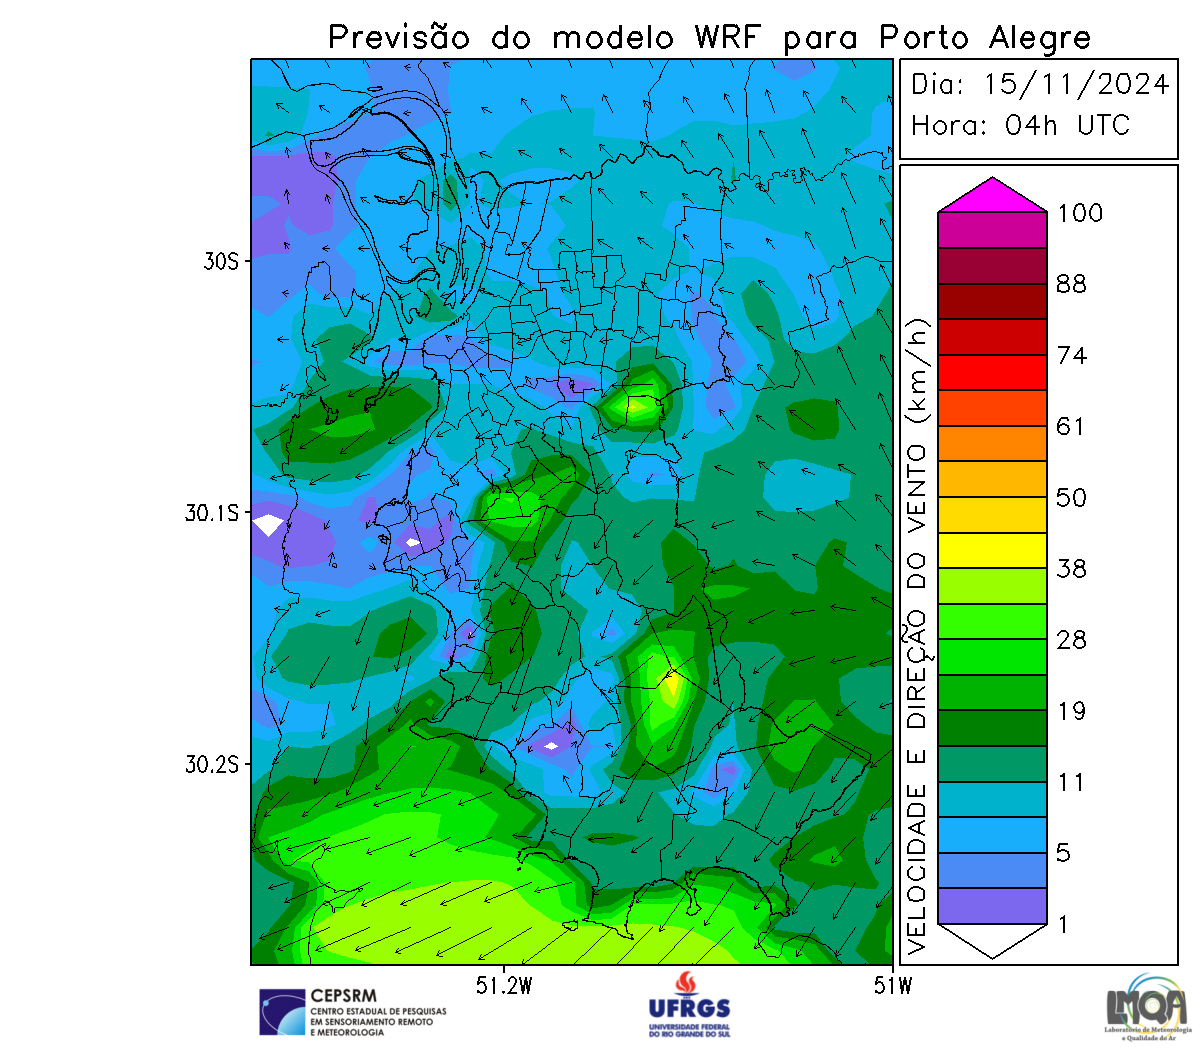 Previsão do modelo WRF para Porto Alegre
Dia: 15/11/2024
Hora: 04h UTC
30S
30.1S
30.2S
51.2W
51W
VELOCIDADE E DIREÇÃO DO VENTO (km/h)
100
88
74
61
50
38
28
19
11
5
1
CEPSRM
CENTRO ESTADUAL DE PESQUISAS
EM SENSORIAMENTO REMOTO
E METEOROLOGIA
UFRGS
UNIVERSIDADE FEDERAL
DO RIO GRANDE DO SUL
LMQA
Laboratório de Meteorologia
e Qualidade do Ar